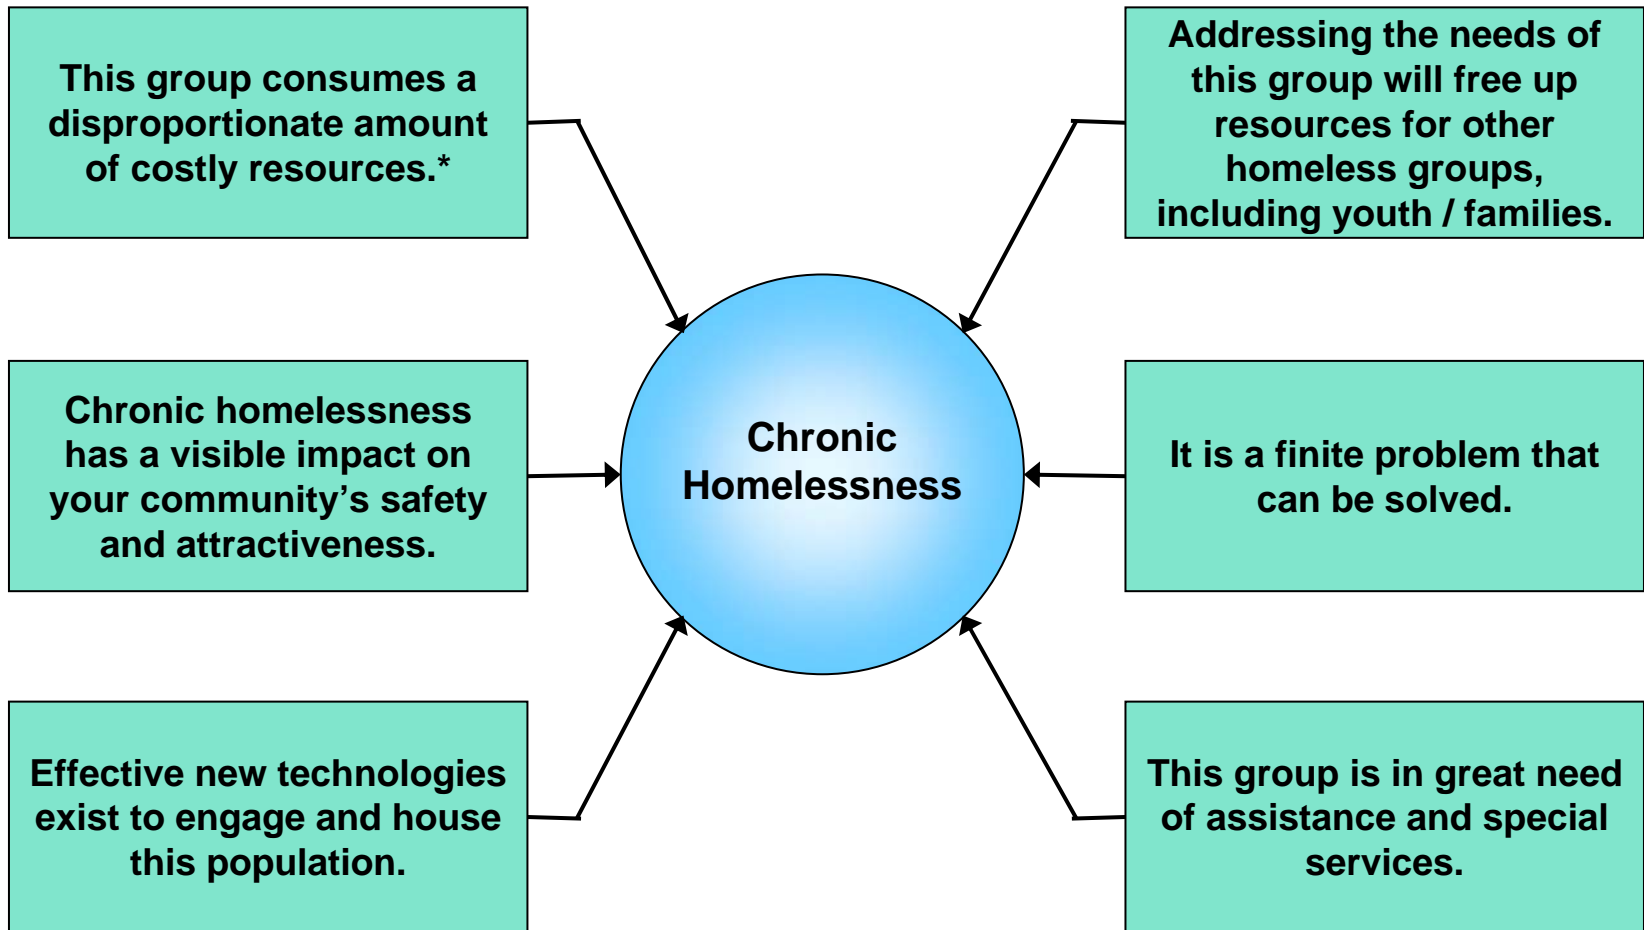 This group consumes a
disproportionate amount
of costly resources.*
Addressing the needs of
this group will free up
resources for other
homeless groups,
including youth / families.
Chronic homelessness
has a visible impact on
your community’s safety
and attractiveness.
Chronic
Homelessness
It is a finite problem that
can be solved.
Effective new technologies
exist to engage and house
this population.
This group is in great need
of assistance and special
services.